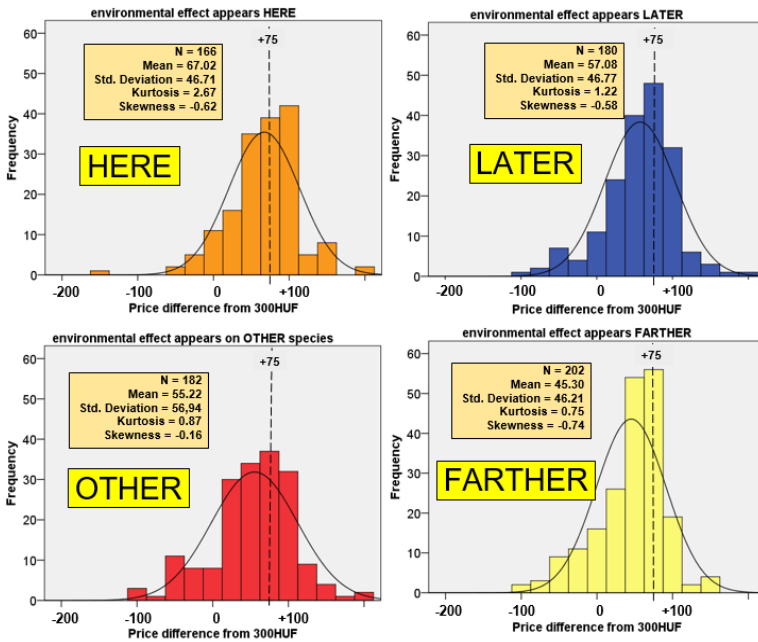 environmental effect appears HERE
60
50
40
30
20
10
0
Frequency
+75
N = 166
Mean = 67.02
Std. Deviation = 46.71
Kurtosis = 2.67
Skewness = -0.62
HERE
-200
-100
0
+100
Price difference from 300HUF
environmental effect appears LATER
60
50
40
30
20
10
0
Frequency
+75
N = 180
Mean = 57.08
Std. Deviation = 46.77
Kurtosis = 1.22
Skewness = -0.58
LATER
-200
-100
0
+100
Price difference from 300HUF
environmental effect appears on OTHER species
60
50
40
30
20
10
0
Frequency
+75
N = 182
Mean = 55.22
Std. Deviation = 56,94
Kurtosis = 0.87
Skewness = -0.16
OTHER
-200
-100
0
+100
Price difference from 300HUF
environmental effect appears FARTHER
60
50
40
30
20
10
0
Frequency
+75
N = 202
Mean = 45.30
Std. Deviation = 46.21
Kurtosis = 0.75
Skewness = -0.74
FARTHER
-200
-100
0
+100
Price difference from 300HUF